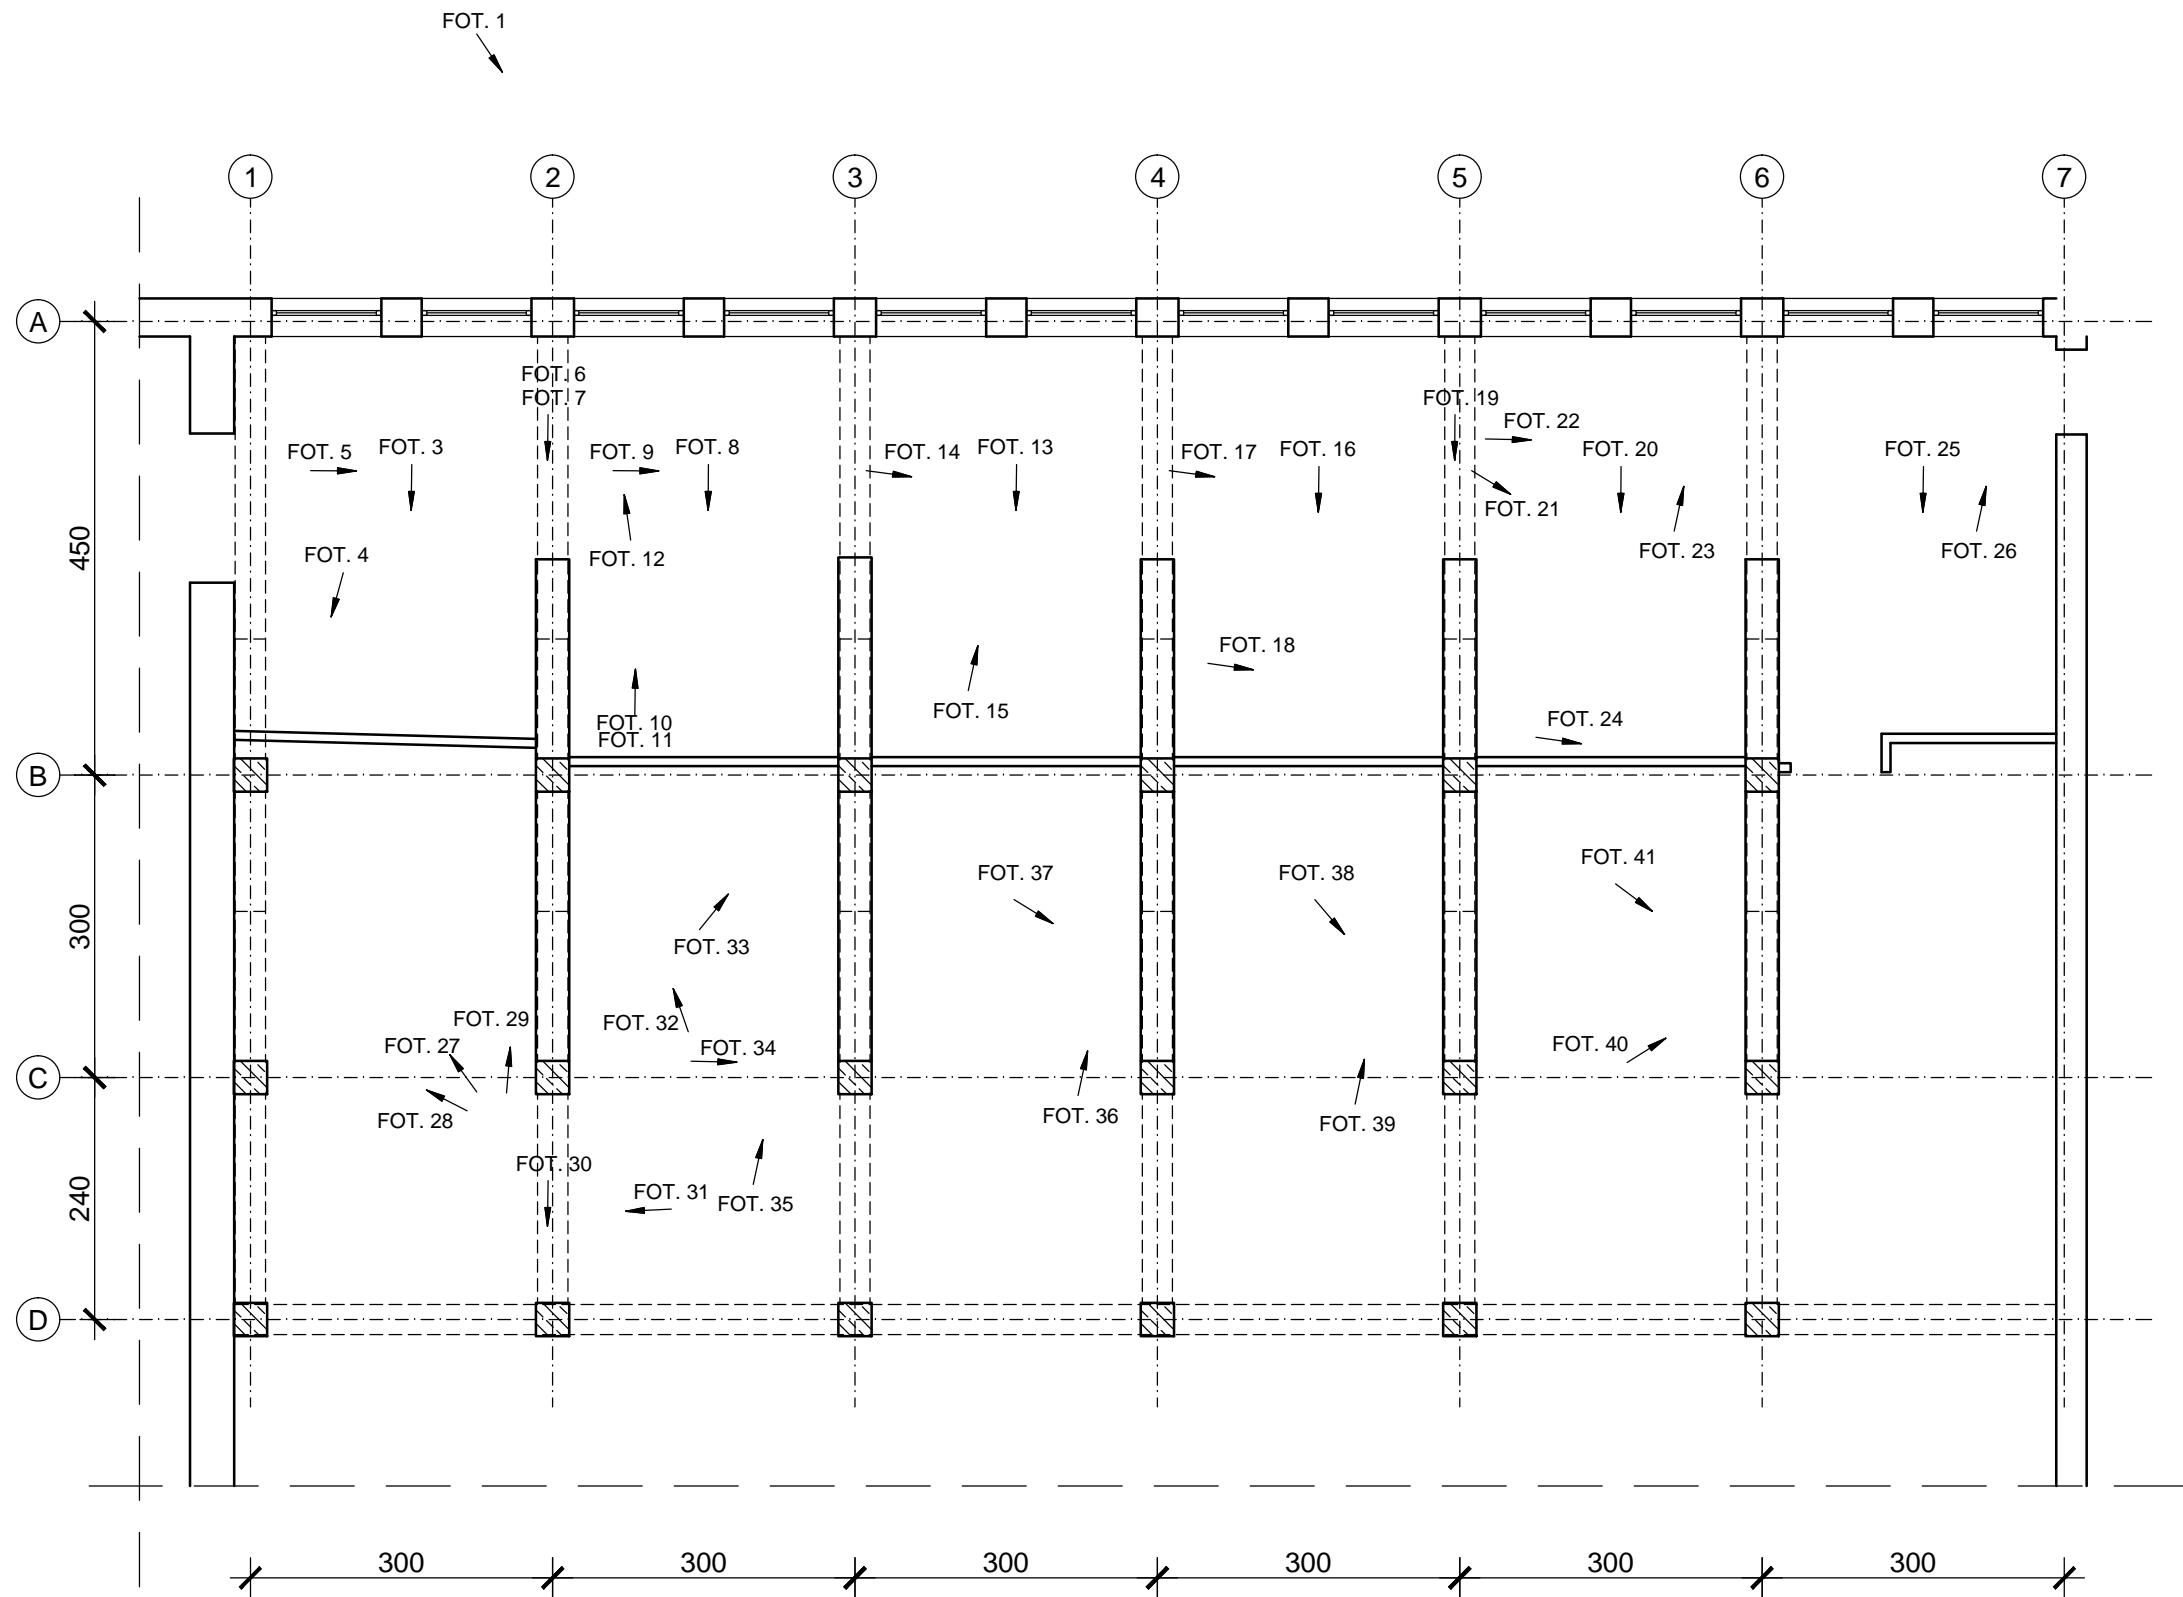 FOT. 1
1 2 3 4 5 6 7
A
FOT. 6
FOT. 7
FOT. 19
FOT. 22
FOT. 5
FOT. 3
FOT. 9
FOT. 8
FOT. 14
FOT. 13
FOT. 17
FOT. 16
FOT. 20
FOT. 25
FOT. 21
450
FOT. 4
FOT. 12
FOT. 23
FOT. 26
FOT. 18
FOT. 10
FOT. 11
FOT. 15
FOT. 24
B
300
FOT. 37
FOT. 38
FOT. 41
FOT. 33
FOT. 29
FOT. 32
FOT. 27
FOT. 34
FOT. 40
C
FOT. 28
FOT. 36
FOT. 39
240
FOT. 30
FOT. 31
FOT. 35
D
300 300 300 300 300 300